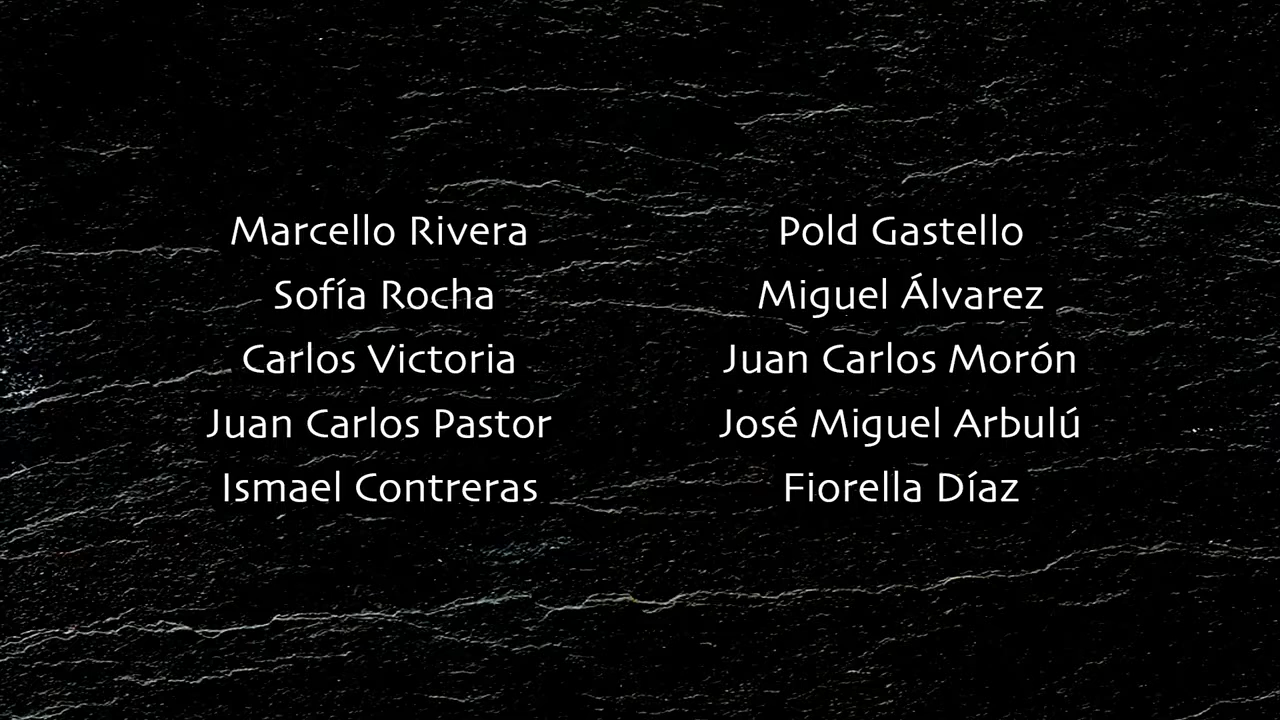 Marcello Rivera
Sofía Rocha
Carlos Victoria
Juan Carlos Pastor
Ismael Contreras
Pold Gastello
Miguel Álvarez
Juan Carlos Morón
José Miguel Arbulú
Fiorella Díaz